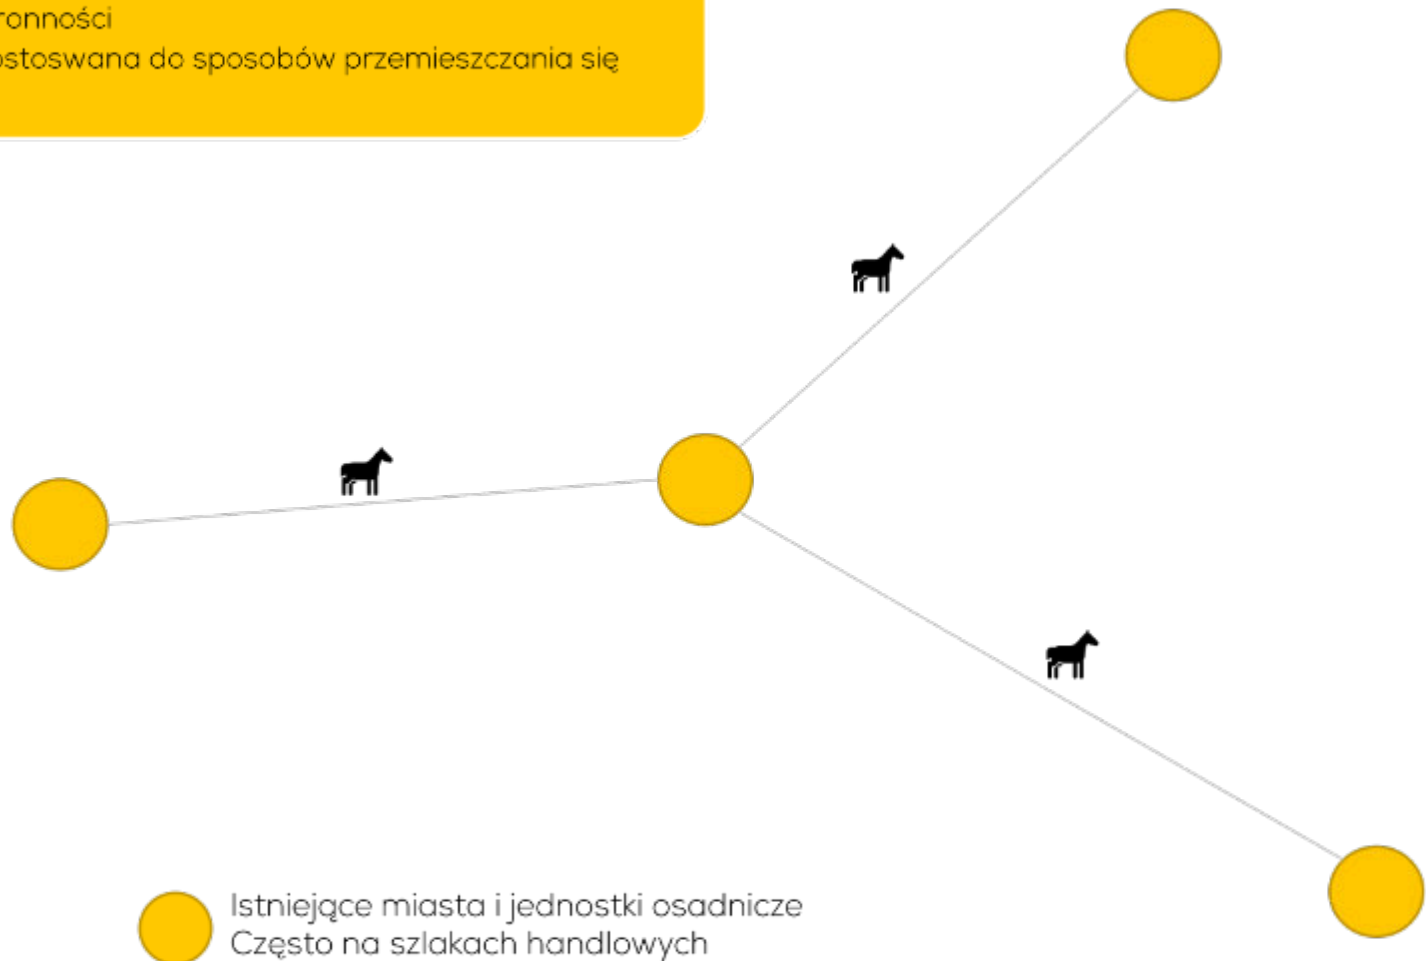 ronności
ostoswana do sposobów przemieszczania się
Istniejące miasta i jednostki osadnicze
Często na szlakach handlowych